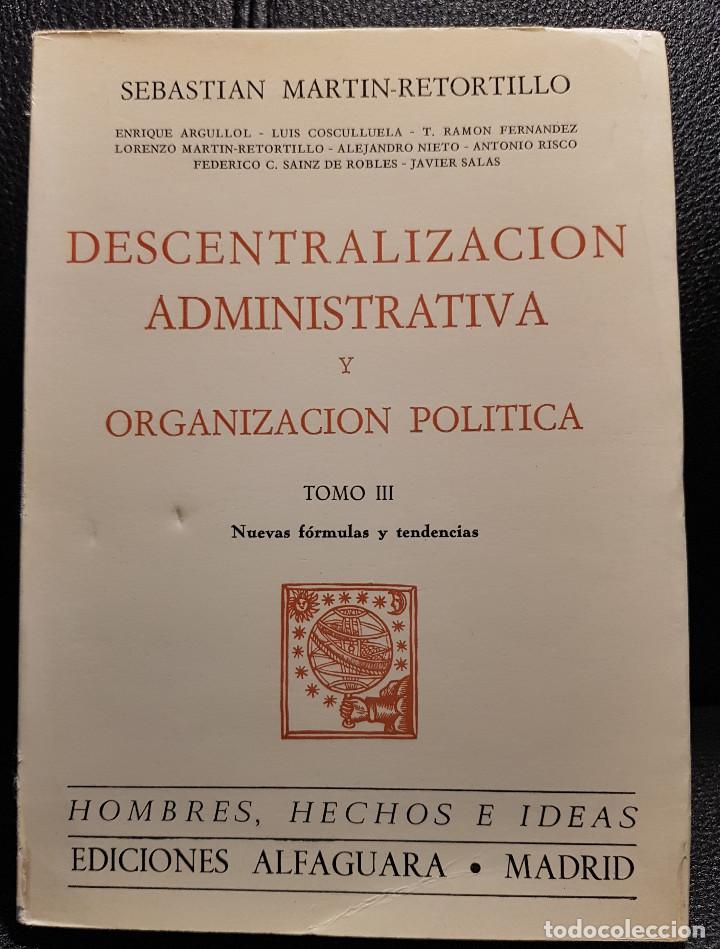 SEBASTIAN MARTIN-RETORTILLO
ENRIQUE ARGULLOL - LUIS COSCULLUELA - T. RAMON FERNANDEZ
LORENZO MARTIN-RETORTILLO - ALEJANDRO NIETO - ANTONIO RISCO
FEDERICO C. SAINZ DE ROBLES - JAVIER SALAS
DESCENTRALIZACION
ADMINISTRATIVA
Y
ORGANIZACION POLITICA
TOMO III
Nuevas fórmulas y tendencias
HOMBRES, HECHOS E IDEAS
EDICIONES ALFAGUARA • MADRID
todocoleccion